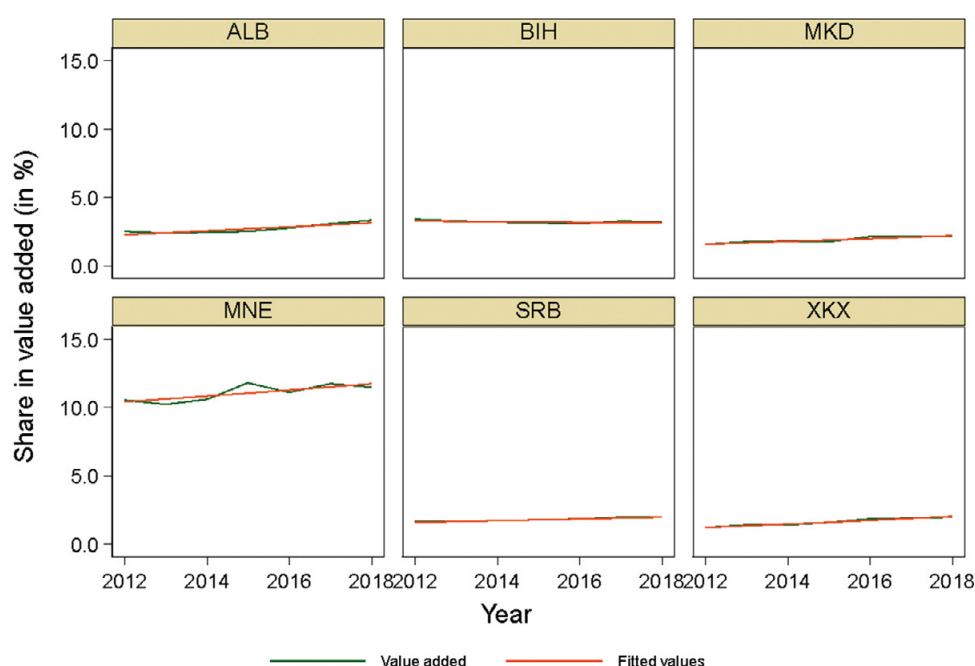 ALB BIH MKD
15.0
10.0
5.0
0.0
MNE SRB XKX
15.0
10.0
5.0
0.0
Share in value added (in %)
2012 2014 2016 2018 2012 2014 2016 2018 2012 2014 2016 2018
Year
Value added Fitted values